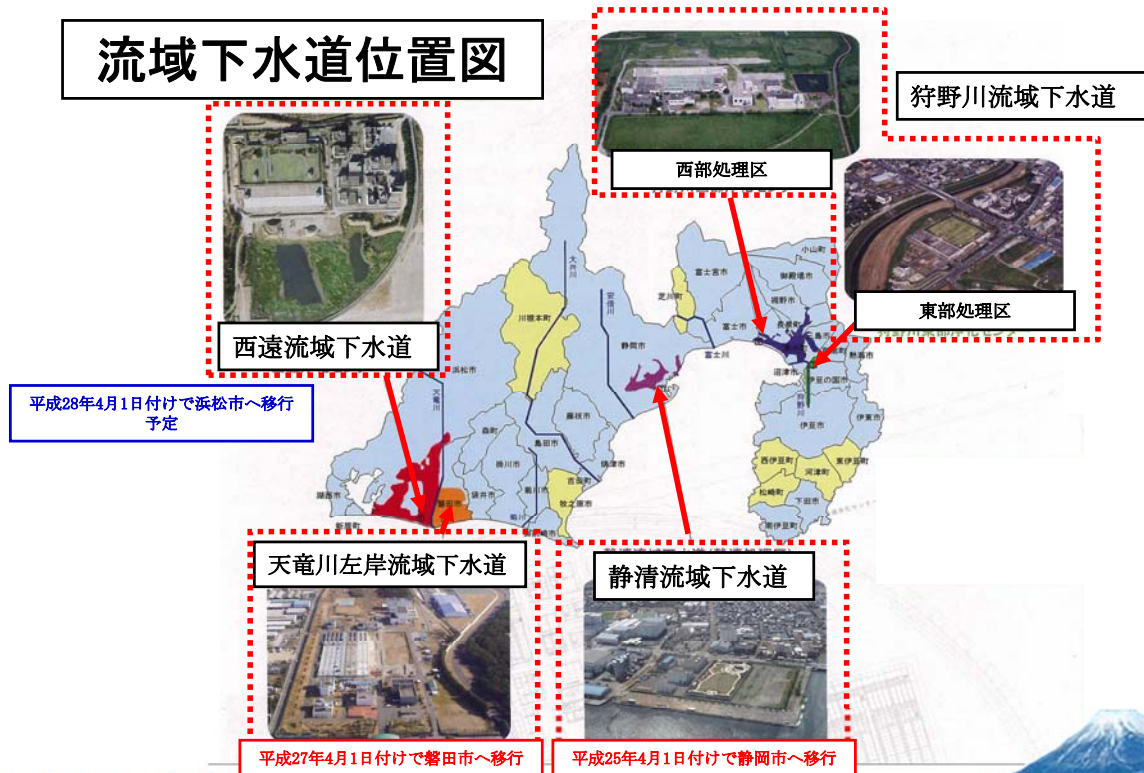 流域下水道位置図
狩野川流域下水道
西部処理区
東部処理区
西遠流域下水道
平成28年4月1日付けで浜松市へ移行
予定
小山町
御殿場市
富士宮市
裾野市
芝川町
長泉町
富士市
富士川
大井川
安倍川
川根本町
静岡市
沼津市
熱海市
伊豆の国市
狩野川
伊東市
伊豆市
浜松市
天竜川
藤枝市
森町
島田市
掛川市
焼津市
吉田町
西伊豆町
東伊豆町
河津町
松崎町
下田市
南伊豆町
湖西市
磐田市
袋井市
菊川市
菊川
牧之原市
新居町
御前崎市
天竜川左岸流域下水道
静清流域下水道
平成27年4月1日付けで磐田市へ移行
平成25年4月1日付けで静岡市へ移行